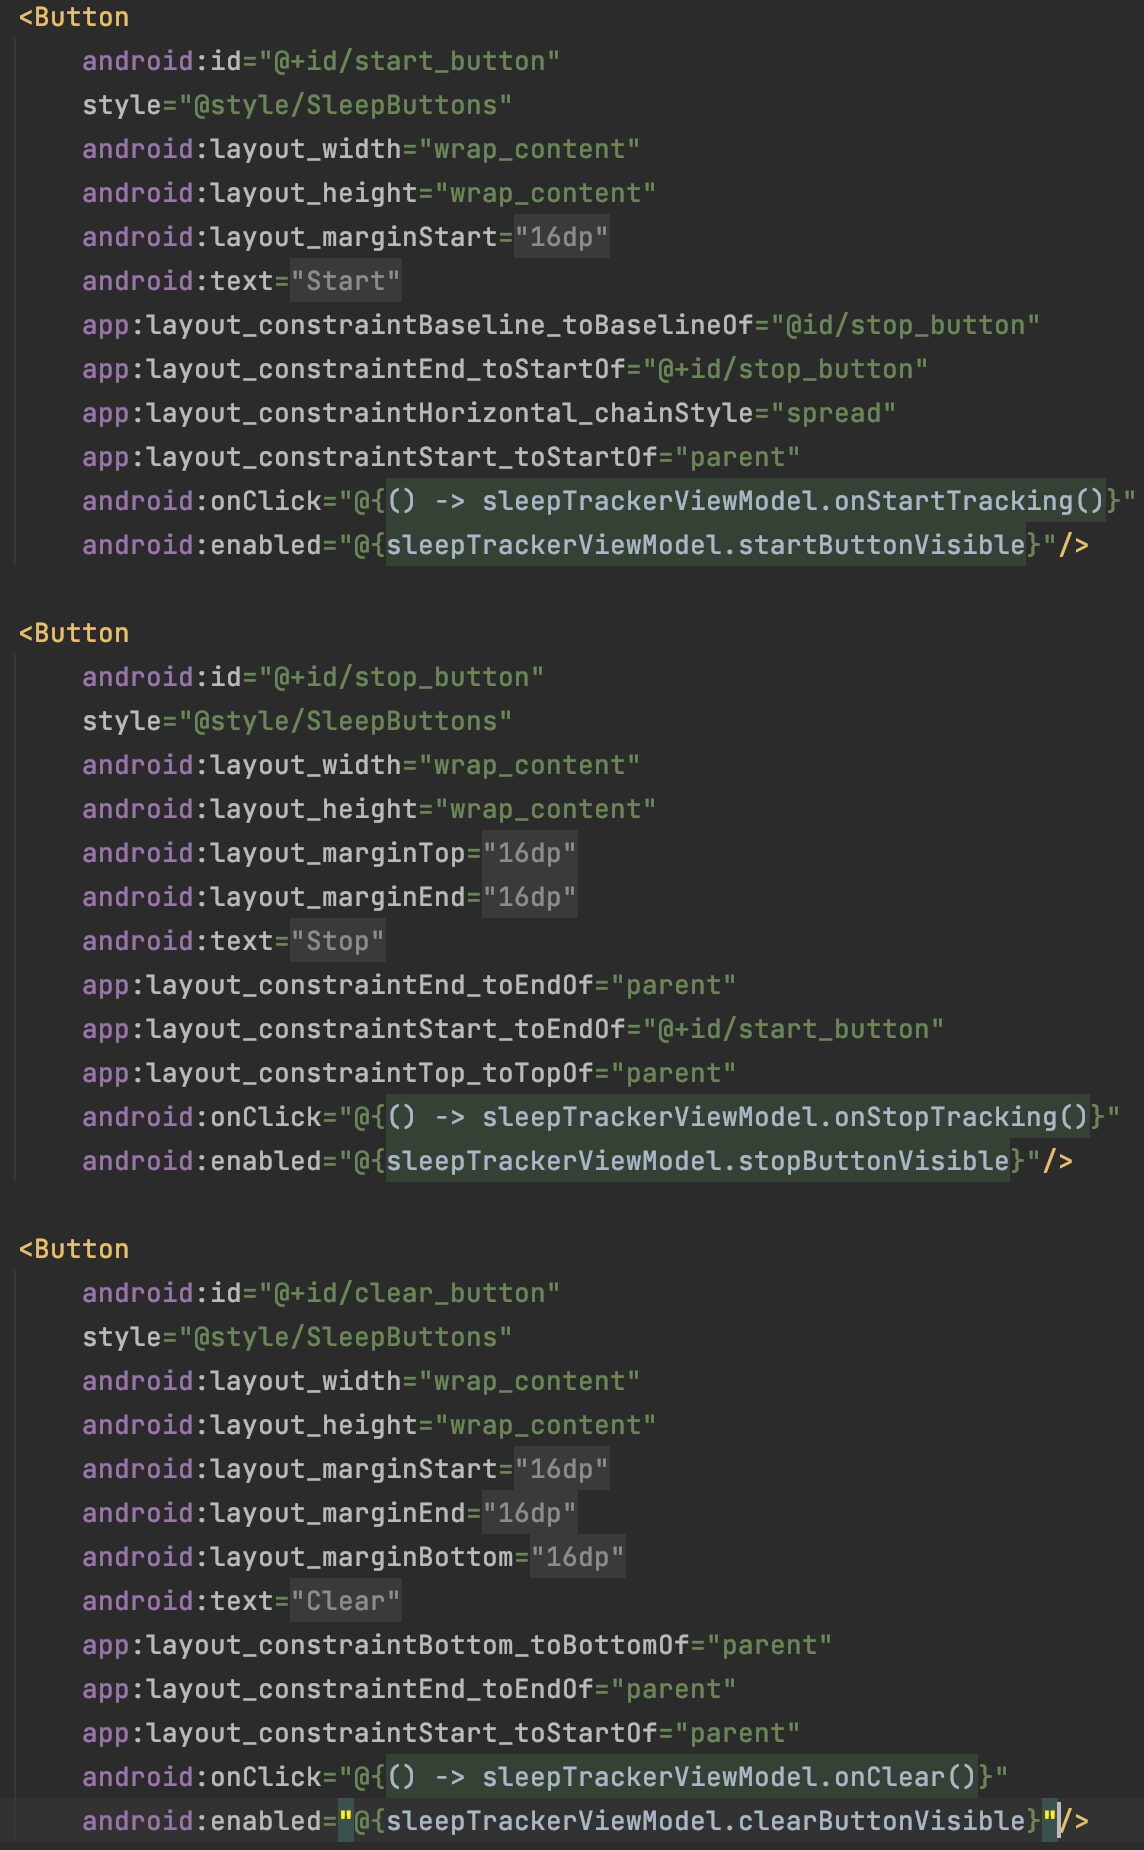 <Button
android:id="@+id/start_button"
style="@style/SleepButtons"
android:layout_width="wrap_content"
android:layout_height="wrap_content"
android:layout_marginStart="16dp"
android:text="Start"
app:layout_constraintBaseline_toBaselineOf="@id/stop_button"
app:layout_constraintEnd_toStartOf="@+id/stop_button"
app:layout_constraintHorizontal_chainStyle="spread"
app:layout_constraintStart_toStartOf="parent"
android:onClick="@{() -> sleepTrackerViewModel.onStartTracking()}"
android:enabled="@{sleepTrackerViewModel.startButtonVisible}"/>
<Button
android:id="@+id/stop_button"
style="@style/SleepButtons"
android:layout_width="wrap_content"
android:layout_height="wrap_content"
android:layout_marginTop="16dp"
android:layout_marginEnd="16dp"
android:text="Stop"
app:layout_constraintEnd_toEndOf="parent"
app:layout_constraintStart_toEndOf="@+id/start_button"
app:layout_constraintTop_toTopOf="parent"
android:onClick="@{() -> sleepTrackerViewModel.onStopTracking()}"
android:enabled="@{sleepTrackerViewModel.stopButtonVisible}"/>
<Button
android:id="@+id/clear_button"
style="@style/SleepButtons"
android:layout_width="wrap_content"
android:layout_height="wrap_content"
android:layout_marginStart="16dp"
android:layout_marginEnd="16dp"
android:layout_marginBottom="16dp"
android:text="Clear"
app:layout_constraintBottom_toBottomOf="parent"
app:layout_constraintEnd_toEndOf="parent"
app:layout_constraintStart_toStartOf="parent"
android:onClick="@{() -> sleepTrackerViewModel.onClear()}"
android:enabled="@{sleepTrackerViewModel.clearButtonVisible}"/>